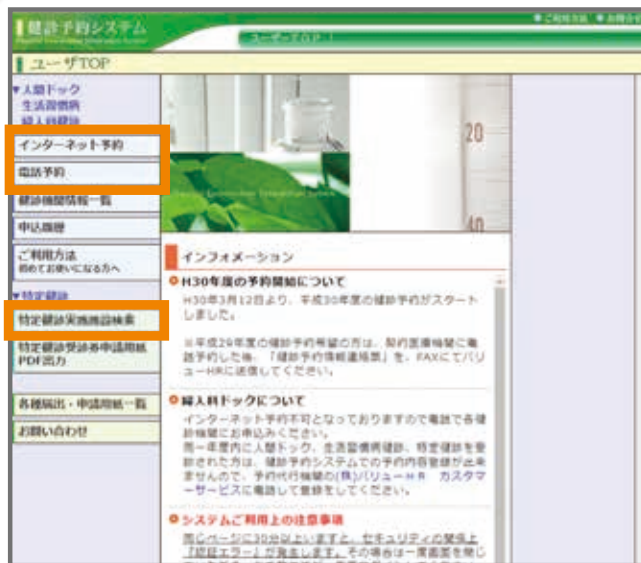 健診予約システム
● ご利用方法 ● お問合せ
ユーザーTOP
ユーザTOP
▼人間ドック
生活習慣病
婦人科健診
インターネット予約
電話予約
健診機関情報一覧
申込履歴
ご利用方法
初めてお使いになる方へ
▼特定健診
特定健診実施施設検索
特定健診受診券申請用紙
PDF出力
各種届出・申請用紙一覧
お問い合わせ
20
40
インフォメーション
H30年度の予約開始について
H30年3月12日より、平成30年度の健診予約がスタート
しました。
※平成29年度の健診予約希望の方は、契約医療機関に電
話予約した後、「健診予約情報連絡票」を、FAXにてバリ
ューHRに送信してください。
婦人科ドックについて
インターネット予約不可となっておりますので電話で各健
診機関にお申込みください。
同一年度内に人間ドック、生活習慣病健診、特定健診を受
診された方は、健診予約システムでの予約内容登録が出来
ませんので、予約代行機関の(株)バリューHR カスタマ
ーサービスに電話して登録をしてください。
システムご利用上の注意事項
同じページに30分以上いますと、セキュリティの関係上
「認証エラー」が発生します。その場合は一度画面を閉じ